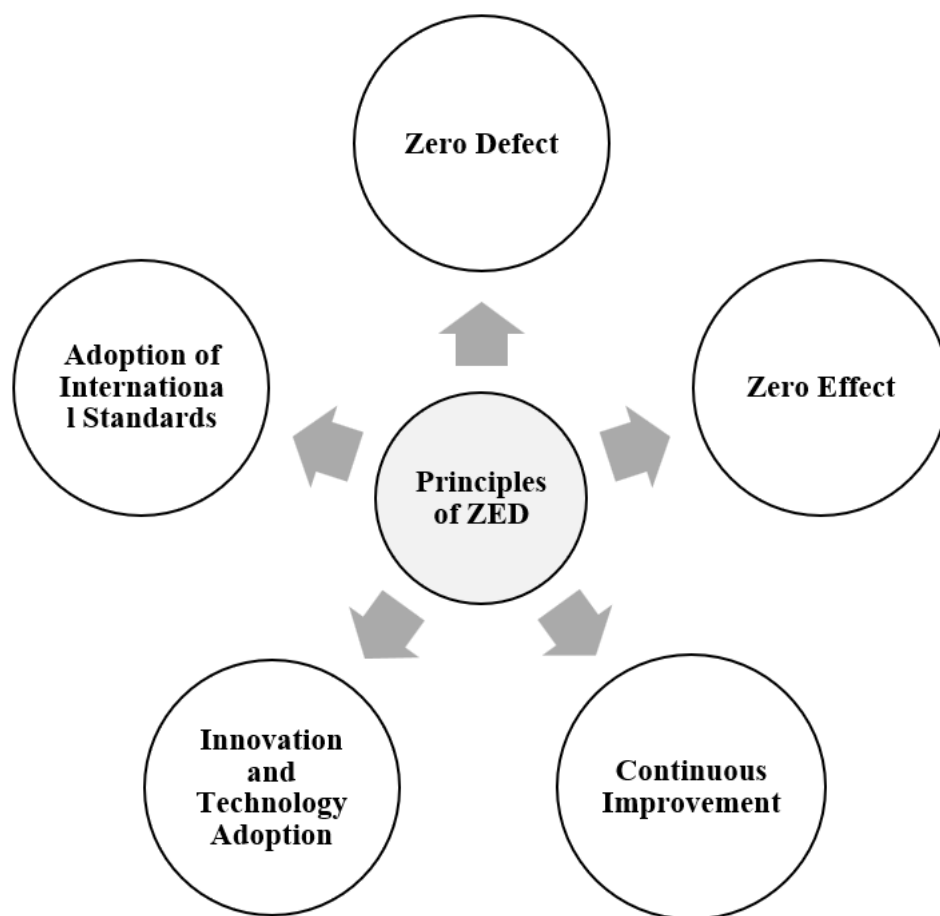 Zero Defect
Adoption of
Internationa
l Standards
Zero Effect
Principles
of ZED
Innovation
and
Technology
Adoption
Continuous
Improvement